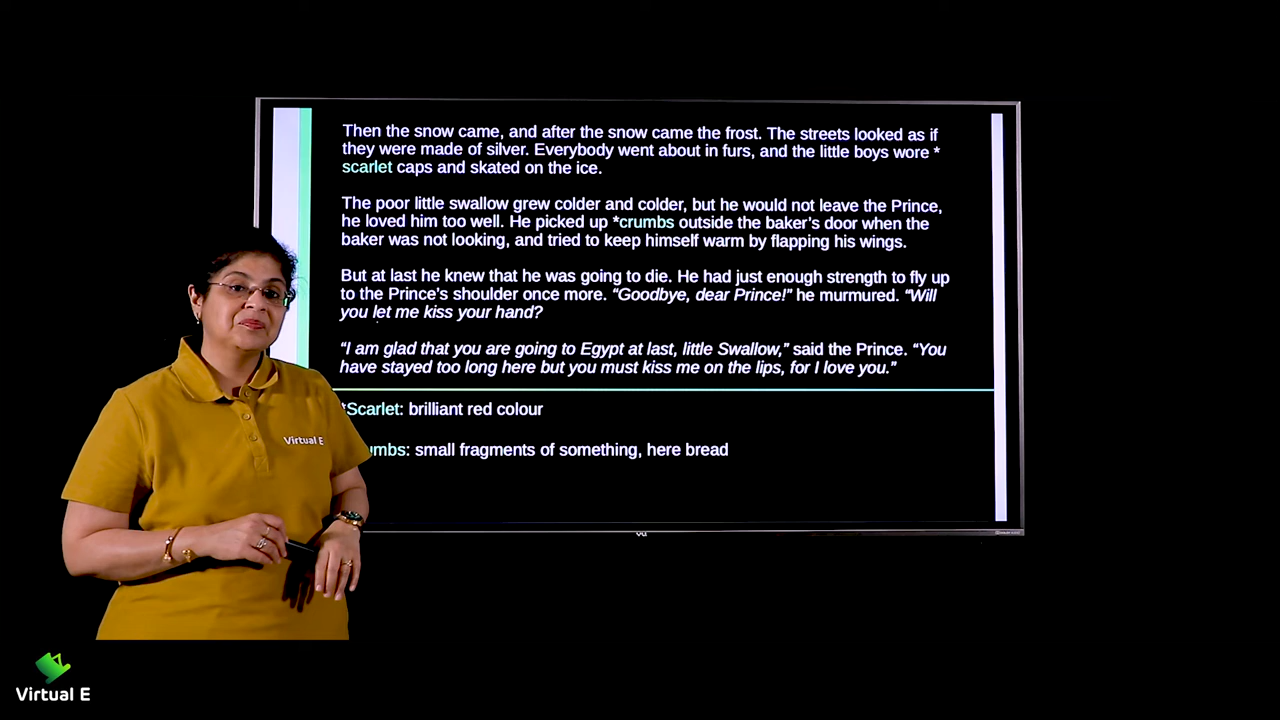 Then the snow came, and after the snow came the frost. The streets looked as if
they were made of silver. Everybody went about in furs, and the little boys wore *
scarlet caps and skated on the ice.
The poor little swallow grew colder and colder, but he would not leave the Prince,
he loved him too well. He picked up *crumbs outside the baker’s door when the
baker was not looking, and tried to keep himself warm by flapping his wings.
But at last he knew that he was going to die. He had just enough strength to fly up
to the Prince’s shoulder once more. “Goodbye, dear Prince!” he murmured. “Will
you let me kiss your hand?
“I am glad that you are going to Egypt at last, little Swallow,” said the Prince. “You
have stayed too long here but you must kiss me on the lips, for I love you.”
*Scarlet: brilliant red colour
umbs: small fragments of something, here bread
Virtual E
vu
Virtual E